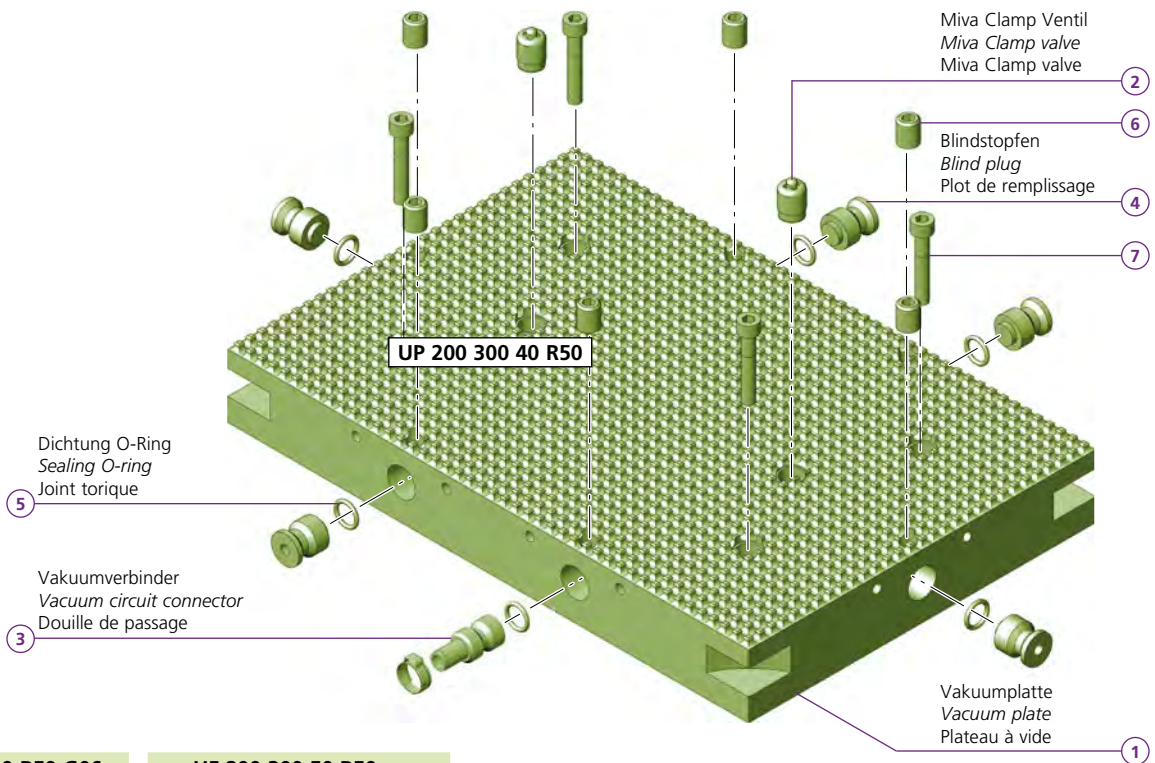 Miva Clamp Ventil
Miva Clamp valve
Miva Clamp valve
2
6
Blindstopfen
Blind plug
Plot de remplissage
4
7
UP 200 300 40 R50
Dichtung O-Ring
Sealing O-ring
Joint torique
5
Vakuumverbinder
Vacuum circuit connector
Douille de passage
3
Vakuumplatte
Vacuum plate
Plateau à vide
1